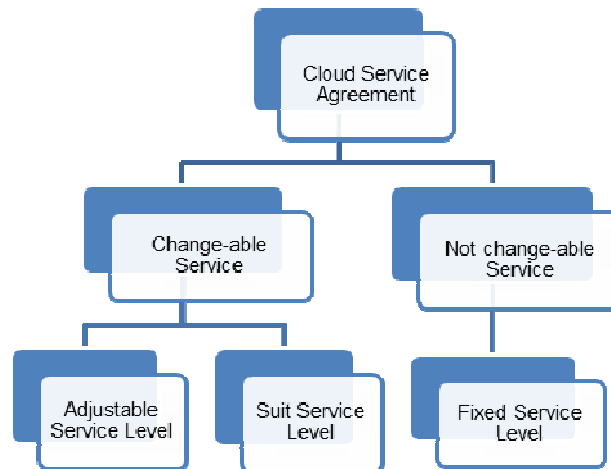 Cloud Service
Agreement
Change-able
Service
Not change-able
Service
Adjustable
Service Level
Suit Service
Level
Fixed Service
Level